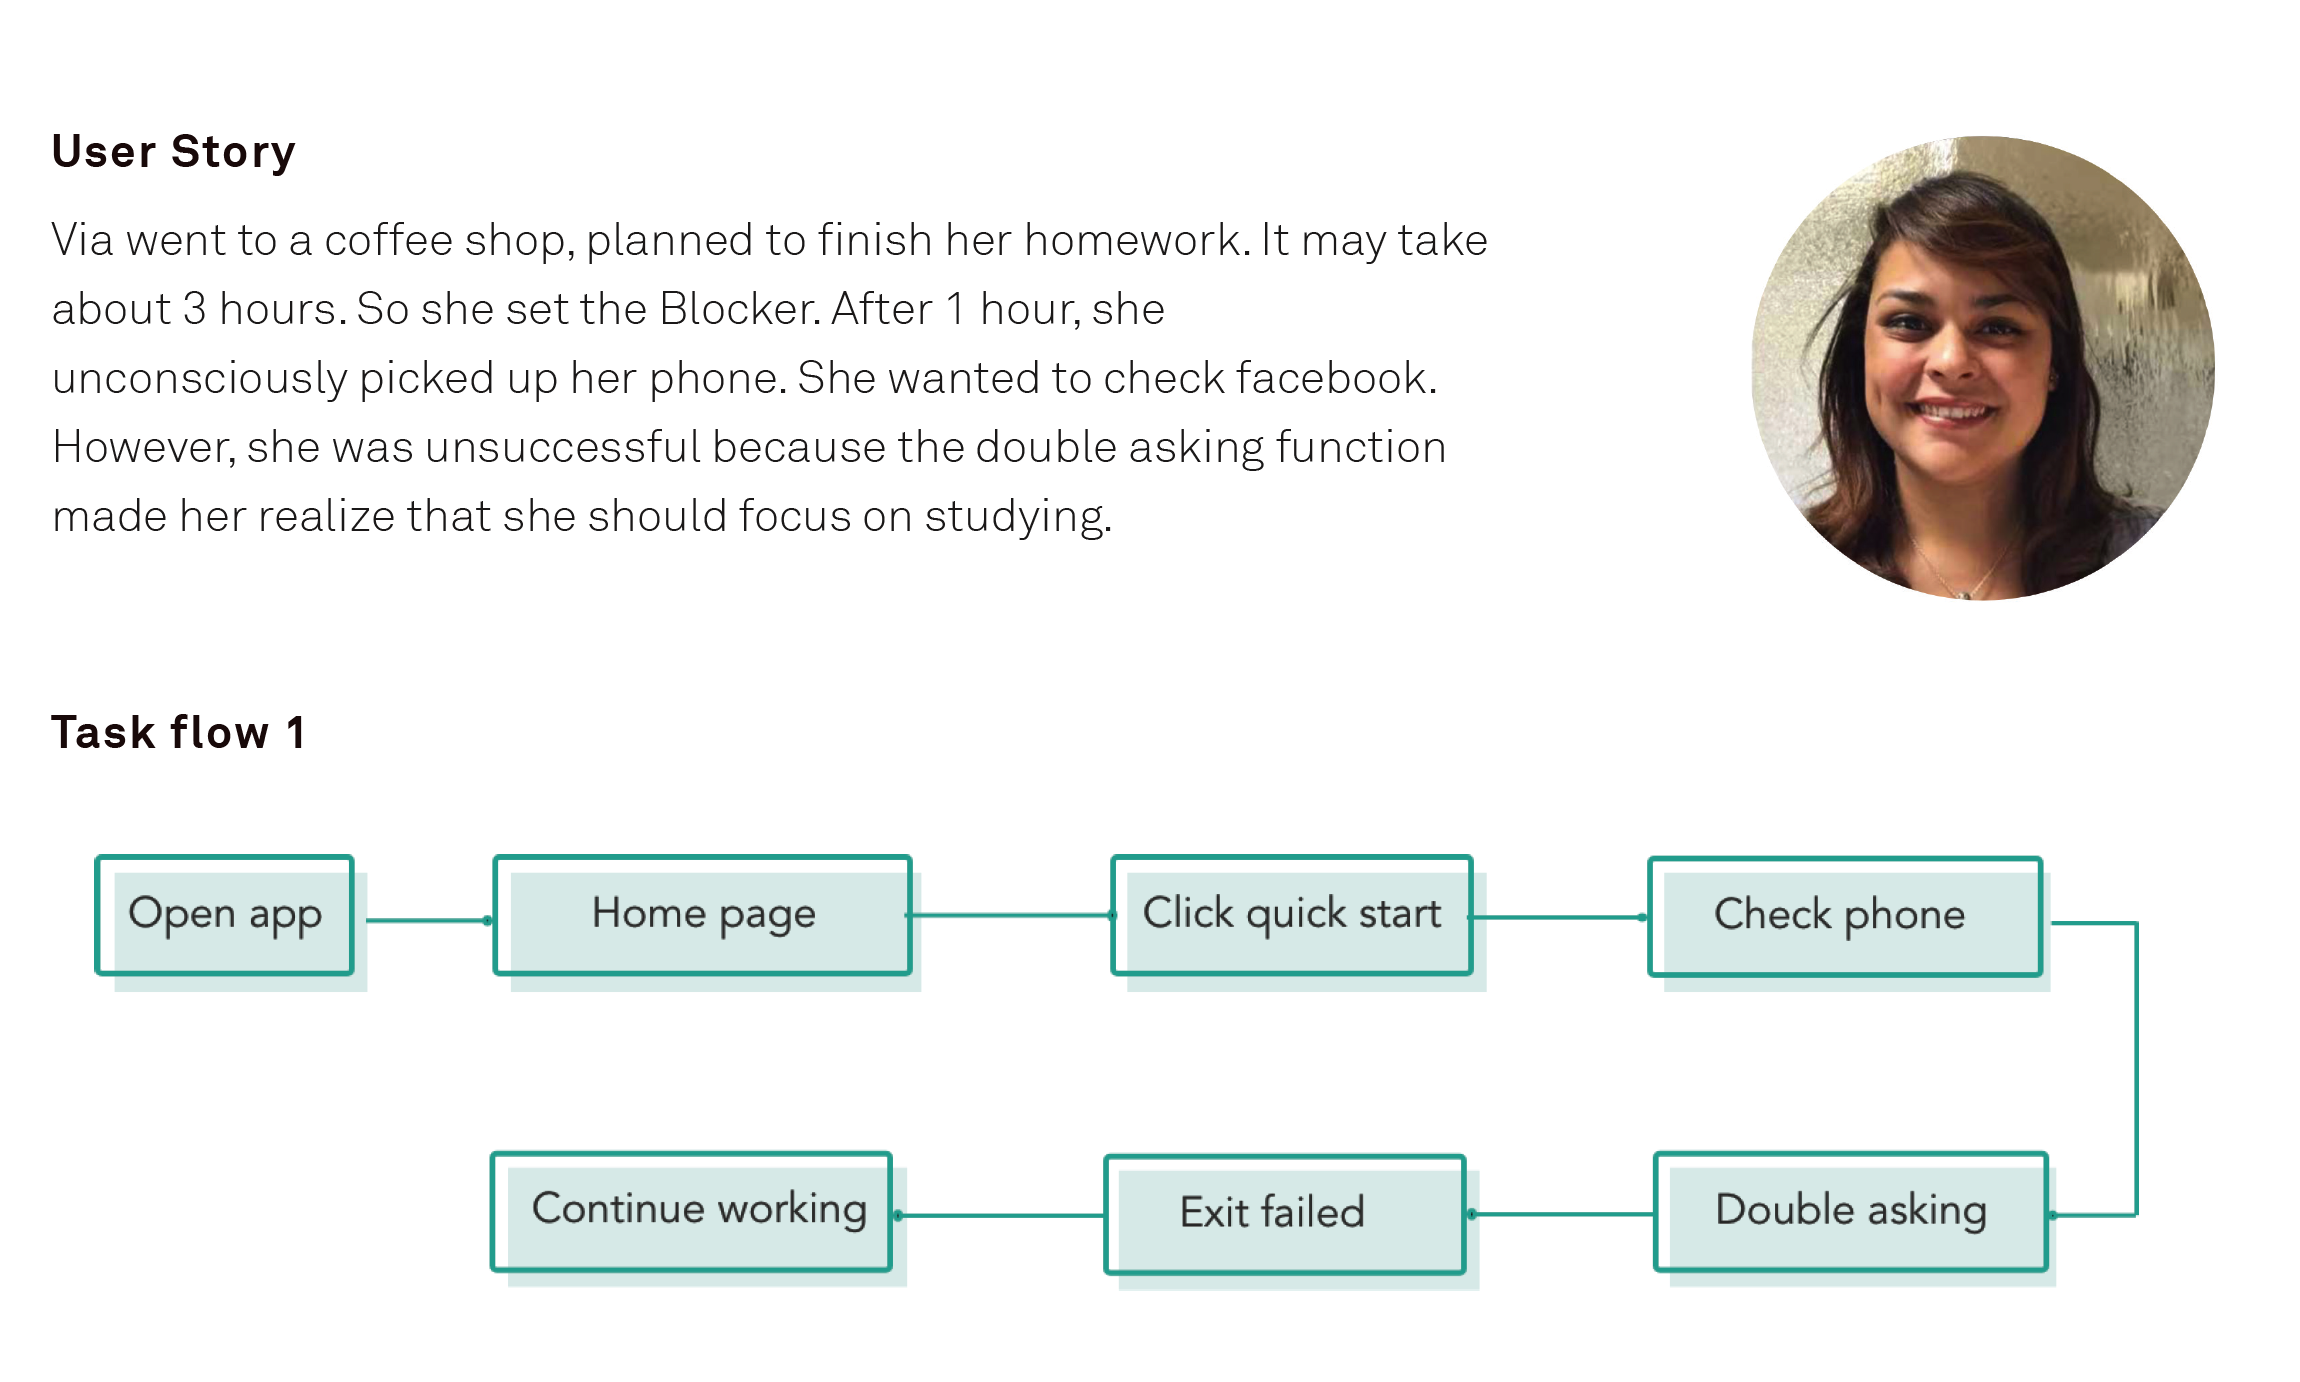 User Story
Via went to a coffee shop, planned to finish her homework. It may take
about 3 hours. So she set the Blocker. After 1 hour, she
unconsciously picked up her phone. She wanted to check facebook.
However, she was unsuccessful because the double asking function
made her realize that she should focus on studying.
Task flow 1
Open app
Home page
Click quick start
Check phone
Double asking
Exit failed
Continue working